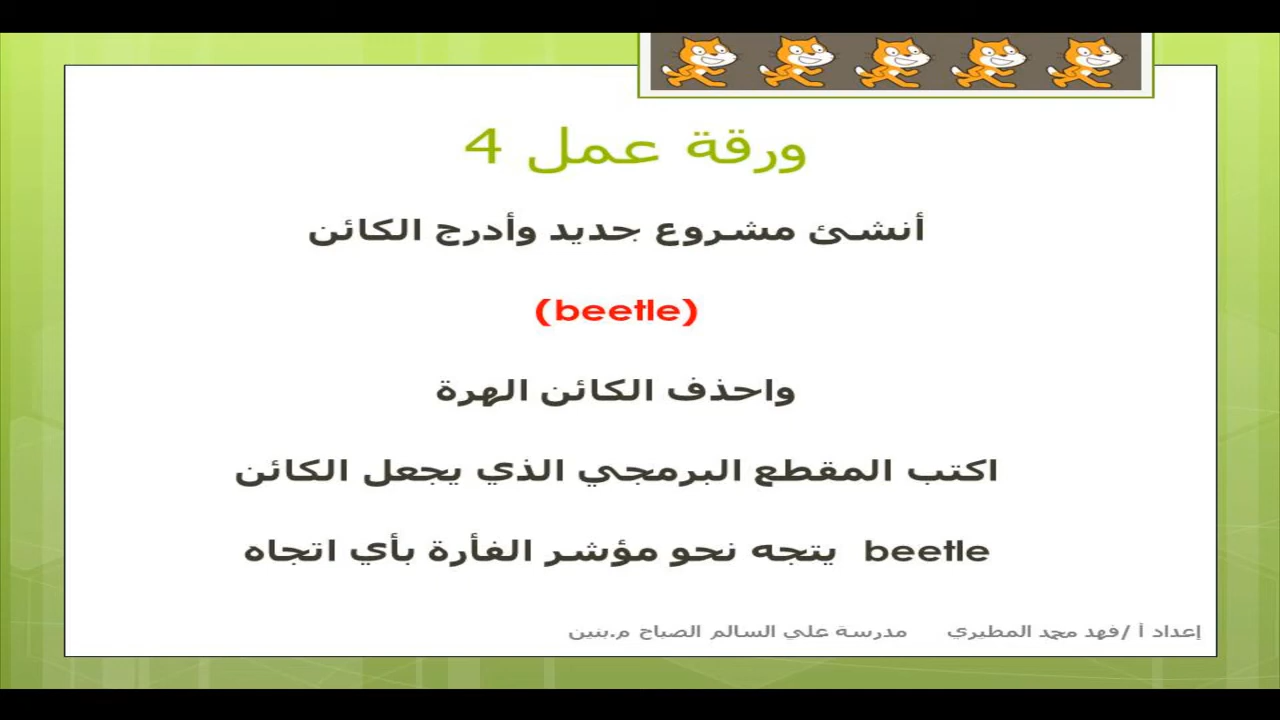 ورقة عمل 4
أنشئ مشروع جديد وأدرج الكائن
(beetle)
واحذف الكائن الهرة
اكتب المقطع البرمجي الذي يجعل الكائن
beetle يتجه نحو مؤشر الفأرة بأي اتجاه
إعداد أ /فهد محمد المطيري مدرسة علي السالم الصباح م.بنين